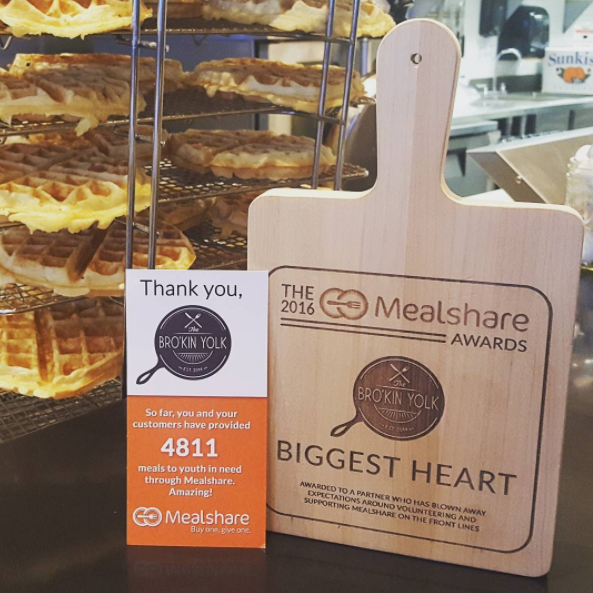 Thank you,
The
BRO'KIN YOLK
EST 2014
So far, you and your
customers have provided
4811
meals to youth in need
through Mealshare.
Amazing!
Mealshare
Buy one, give one.
THE
2016
Mealshare
AWARDS
The
BRO'KIN YOLK
EST 2014
BIGGEST HEART
AWARDED TO A PARTNER WHO HAS BLOWN AWAY
EXPECTATIONS AROUND VOLUNTEERING AND
SUPPORTING MEALSHARE ON THE FRONT LINES